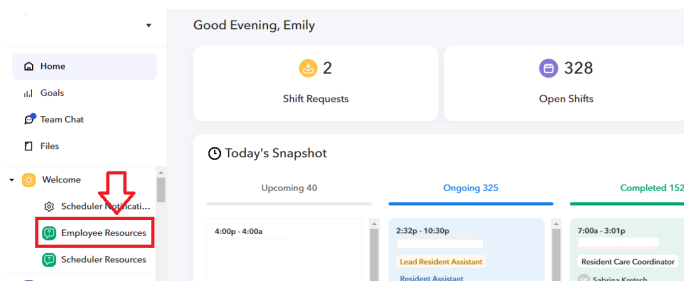 Good Evening, Emily
Home
Goals
Team Chat
Files
Welcome
Scheduler Notificati...
Employee Resources
Scheduler Resources
2
Shift Requests
328
Open Shifts
Today's Snapshot
Upcoming 40
Ongoing 325
Completed 152
4:00p - 4:00a
2:32p - 10:30p
Lead Resident Assistant
Resident Assistant
7:00a - 3:01p
Resident Care Coordinator
Sabrina Kretsch